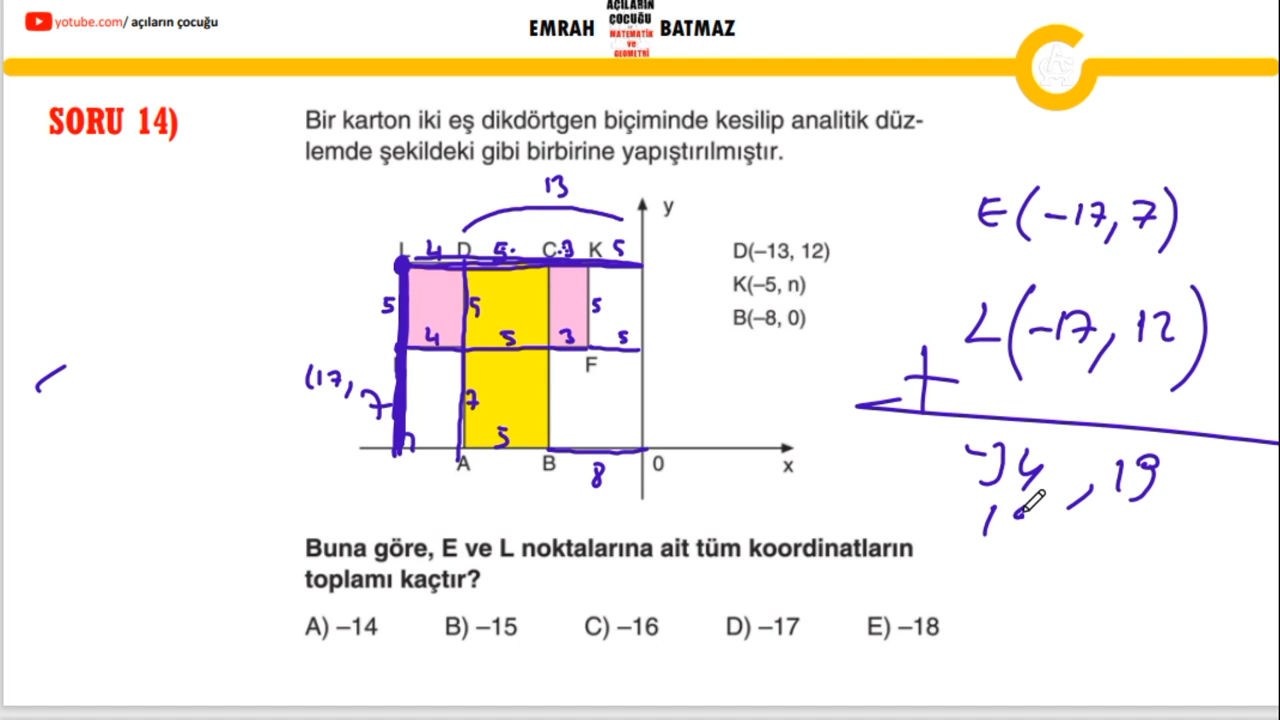 yotube.com/ açıların çocuğu
EMRAH
AÇILARIN
ÇOCUĞU
MATEMATİK
ve
GEOMETRİ
BATMAZ
SORU 14)
Bir karton iki eş dikdörtgen biçiminde kesilip analitik düz-
lemde şekildeki gibi birbirine yapıştırılmıştır.
13
y
L 4 D 5 C 3 K 5
5 5 5
4 5 3 5
F
(17, 7
7
5
A B 0 x
8
D(–13, 12)
K(–5, n)
B(–8, 0)
E(-17, 7)
L(-17, 12)
+
-34, 19
Buna göre, E ve L noktalarına ait tüm koordinatların
toplamı kaçtır?
A) –14 B) –15 C) –16 D) –17 E) –18